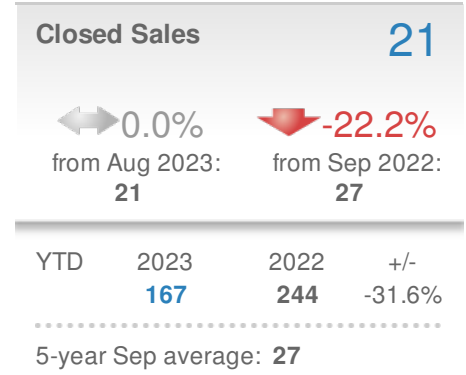 Closed Sales 21
0.0% -22.2%
from Aug 2023: from Sep 2022:
21 27
YTD 2023 2022 +/-
167 244 -31.6%
5-year Sep average: 27